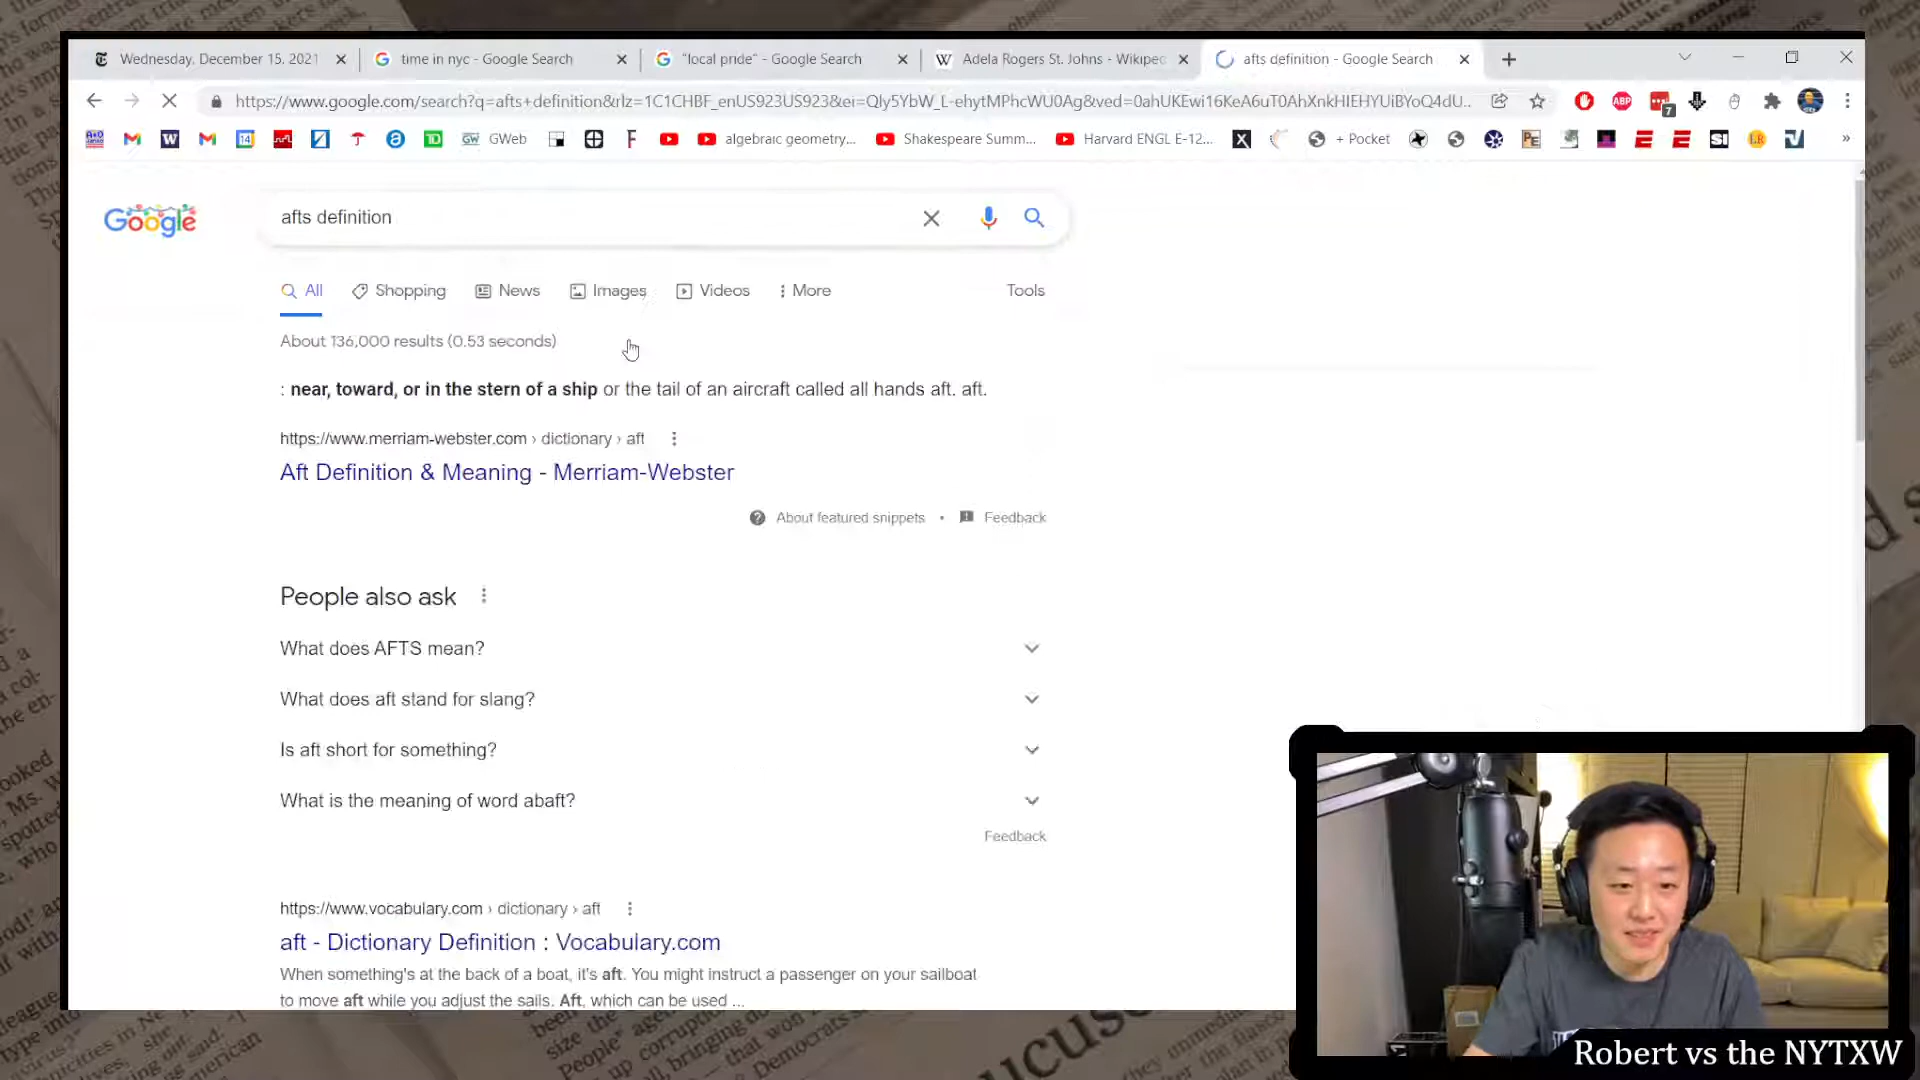 Wednesday, December 15, 2021
time in nyc - Google Search
"local pride" - Google Search
Adela Rogers St. Johns - Wikipec
afts definition - Google Search
https://www.google.com/search?q=afts+definition&rlz=1C1CHBF_enUS923US923&ei=Qly5YbW_L-ehytMPhcWU0Ag&ved=0ahUKEwi16KeA6uT0AhXnkHIEHYUiBYoQ4dU...
ABP
7
14
TD
GW GWeb
algebraic geometry...
Shakespeare Summ...
Harvard ENGL E-12...
+ Pocket
PE
SI
LR
Google
afts definition
All
Shopping
News
Images
Videos
More
Tools
About 136,000 results (0.53 seconds)
: near, toward, or in the stern of a ship or the tail of an aircraft called all hands aft. aft.
https://www.merriam-webster.com › dictionary › aft
Aft Definition & Meaning - Merriam-Webster
About featured snippets • Feedback
People also ask
What does AFTS mean?
What does aft stand for slang?
Is aft short for something?
What is the meaning of word abaft?
Feedback
https://www.vocabulary.com › dictionary › aft
aft - Dictionary Definition : Vocabulary.com
When something's at the back of a boat, it's aft. You might instruct a passenger on your sailboat
to move aft while you adjust the sails. Aft, which can be used ...
Robert vs the NYTXW